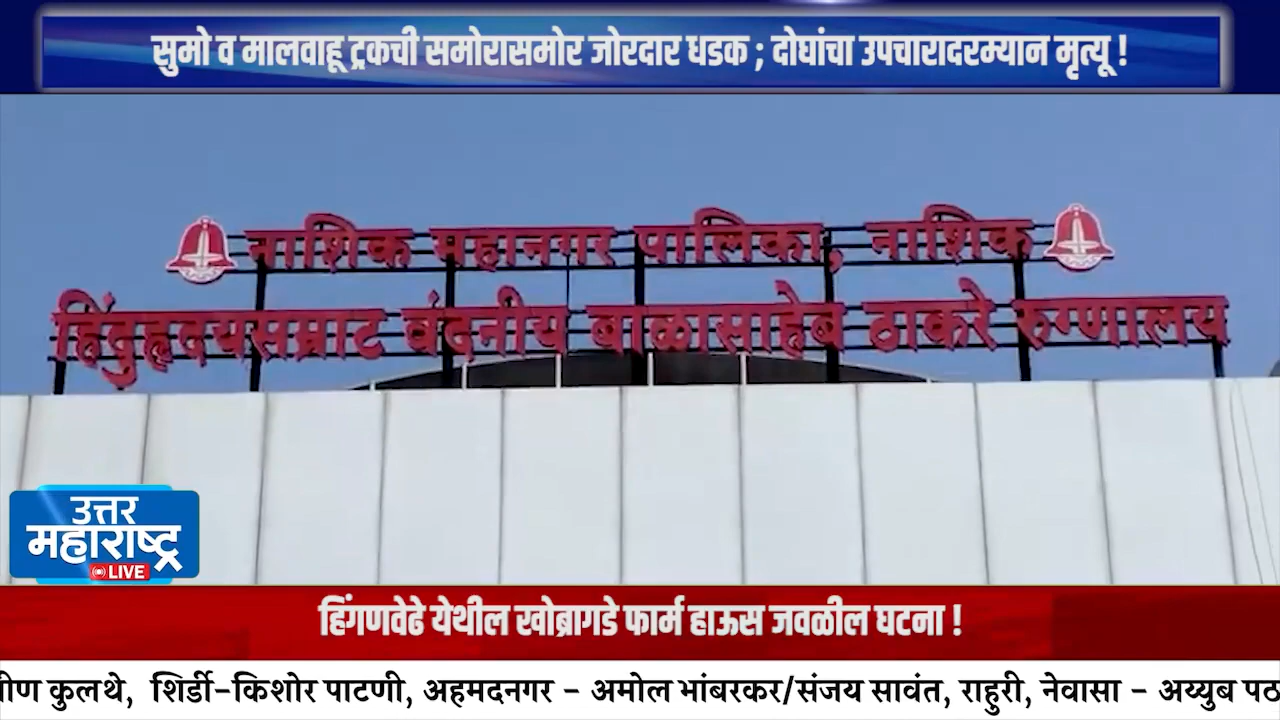 सुमो व मालवाहू ट्रकची समोरासमोर जोरदार धडक ; दोघांचा उपचारादरम्यान मृत्यू !
नाशिक महानगर पालिका, नाशिक
हिंदुहृदयसम्राट वंदनीय बाळासाहेब ठाकरे रुग्णालय
उत्तर
महाराष्ट्र
LIVE
हिंगणवेढे येथील खोब्रागडे फार्म हाऊस जवळील घटना !
कुलथे, शिर्डी-किशोर पाटणी, अहमदनगर - अमोल भांबरकर/संजय सावंत, राहुरी, नेवासा - अय्युब